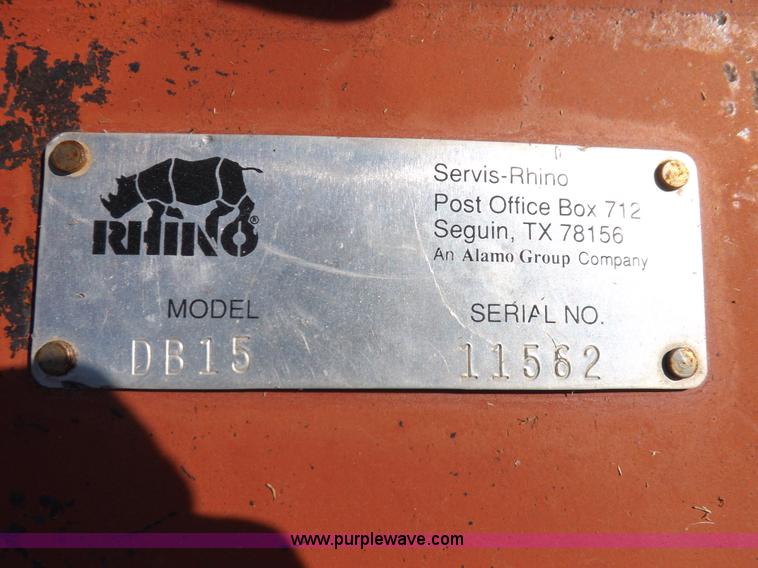 RHINO®
Servis-Rhino
Post Office Box 712
Seguin, TX 78156
An Alamo Group Company
MODEL
SERIAL NO.
DB15
11562
www.purplewave.com